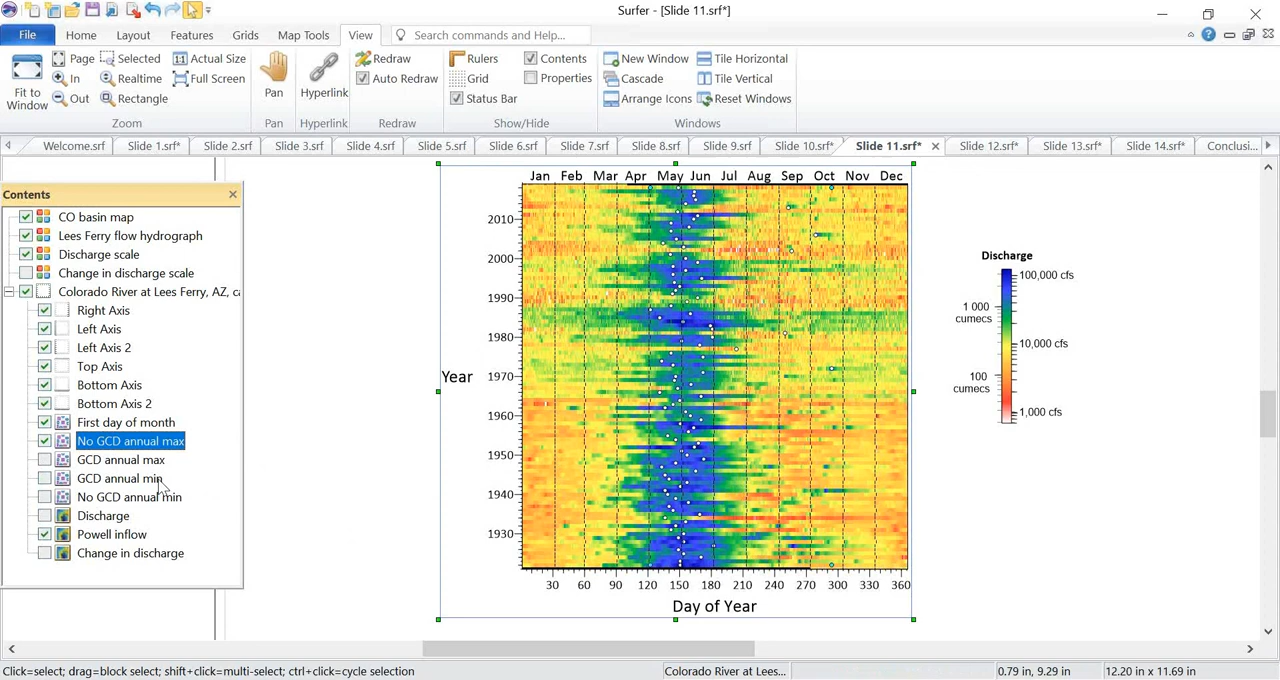 Surfer - [Slide 11.srf*]
File Home Layout Features Grids Map Tools View Search commands and Help...
Page Selected Actual Size Redraw Rulers Contents New Window Tile Horizontal
In Realtime Full Screen Auto Redraw Grid Properties Cascade Tile Vertical
Fit to Window Out Rectangle Pan Hyperlink Status Bar Arrange Icons Reset Windows
Zoom Pan Hyperlink Redraw Show/Hide Windows
Welcome.srf Slide 1.srf* Slide 2.srf Slide 3.srf Slide 4.srf Slide 5.srf Slide 6.srf Slide 7.srf Slide 8.srf Slide 9.srf Slide 10.srf* Slide 11.srf* Slide 12.srf* Slide 13.srf* Slide 14.srf* Conclusi...
Contents
CO basin map
Lees Ferry flow hydrograph
Discharge scale
Change in discharge scale
Colorado River at Lees Ferry, AZ, ca
Right Axis
Left Axis
Left Axis 2
Top Axis
Bottom Axis
Bottom Axis 2
First day of month
No GCD annual max
GCD annual max
GCD annual min
No GCD annual min
Discharge
Powell inflow
Change in discharge
Jan Feb Mar Apr May Jun Jul Aug Sep Oct Nov Dec
2010
2000
1990
1980
1970
1960
1950
1940
1930
Year
30 60 90 120 150 180 210 240 270 300 330 360
Day of Year
Discharge
100,000 cfs
1 000 cumecs
10,000 cfs
100 cumecs
1,000 cfs
Click=select; drag=block select; shift+click=multi-select; ctrl+click=cycle selection Colorado River at Lees... 0.79 in, 9.29 in 12.20 in x 11.69 in